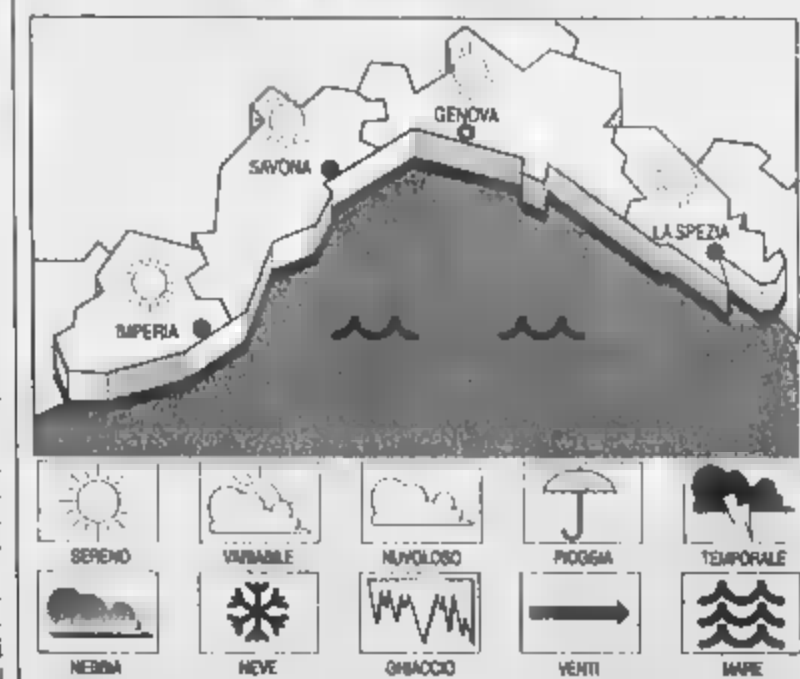 GENOVA
SAVONA
LA SPEZIA
IMPERIA
SERENO
VARIABILE
NUVOLOSO
PIOGGIA
TEMPORALE
NEBBIA
NEVE
GHIACCIO
VENTI
MARE